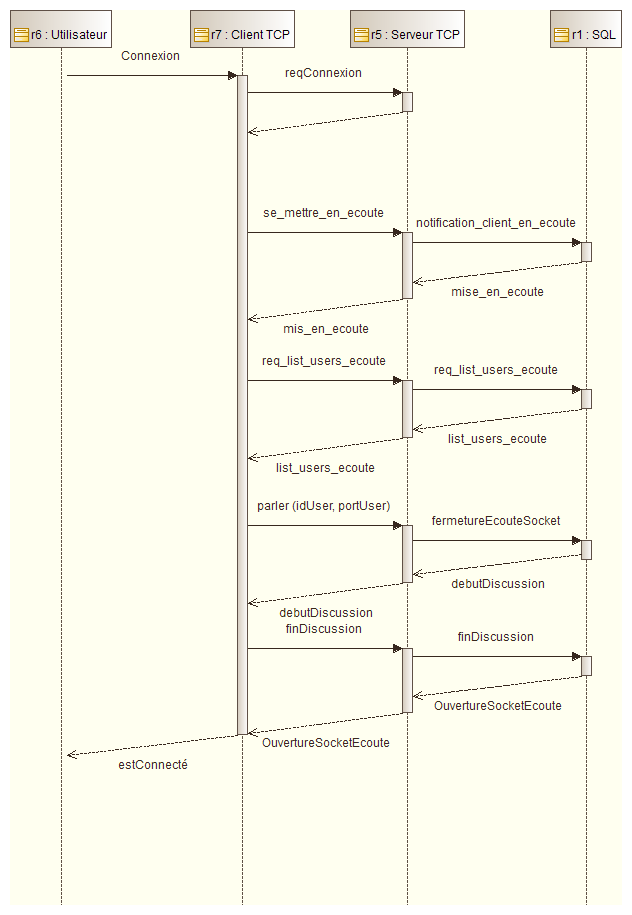 r6 : Utilisateur
r7 : Client TCP
r5 : Serveur TCP
r1 : SQL
Connexion
reqConnexion
se_mettre_en_ecoute
notification_client_en_ecoute
mise_en_ecoute
mis_en_ecoute
req_list_users_ecoute
req_list_users_ecoute
list_users_ecoute
list_users_ecoute
parler (idUser, portUser)
fermetureEcouteSocket
debutDiscussion
debutDiscussion
finDiscussion
finDiscussion
OuvertureSocketEcoute
OuvertureSocketEcoute
estConnecté